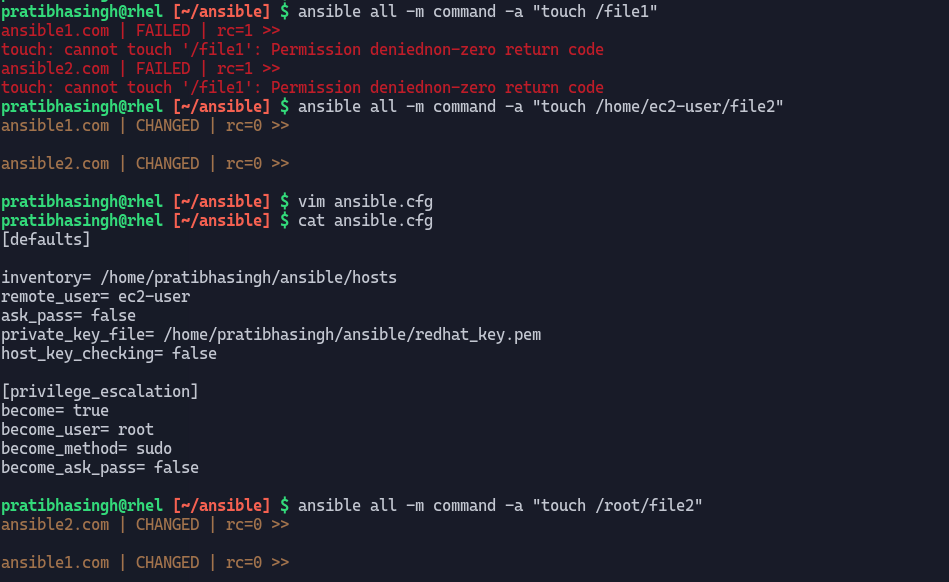 pratibhasingh@rhel [~/ansible] $ ansible all -m command -a "touch /file1"
ansible1.com | FAILED | rc=1 >>
touch: cannot touch '/file1': Permission deniednon-zero return code
ansible2.com | FAILED | rc=1 >>
touch: cannot touch '/file1': Permission deniednon-zero return code
pratibhasingh@rhel [~/ansible] $ ansible all -m command -a "touch /home/ec2-user/file2"
ansible1.com | CHANGED | rc=0 >>
ansible2.com | CHANGED | rc=0 >>
pratibhasingh@rhel [~/ansible] $ vim ansible.cfg
pratibhasingh@rhel [~/ansible] $ cat ansible.cfg
[defaults]
inventory= /home/pratibhasingh/ansible/hosts
remote_user= ec2-user
ask_pass= false
private_key_file= /home/pratibhasingh/ansible/redhat_key.pem
host_key_checking= false
[privilege_escalation]
become= true
become_user= root
become_method= sudo
become_ask_pass= false
pratibhasingh@rhel [~/ansible] $ ansible all -m command -a "touch /root/file2"
ansible2.com | CHANGED | rc=0 >>
ansible1.com | CHANGED | rc=0 >>